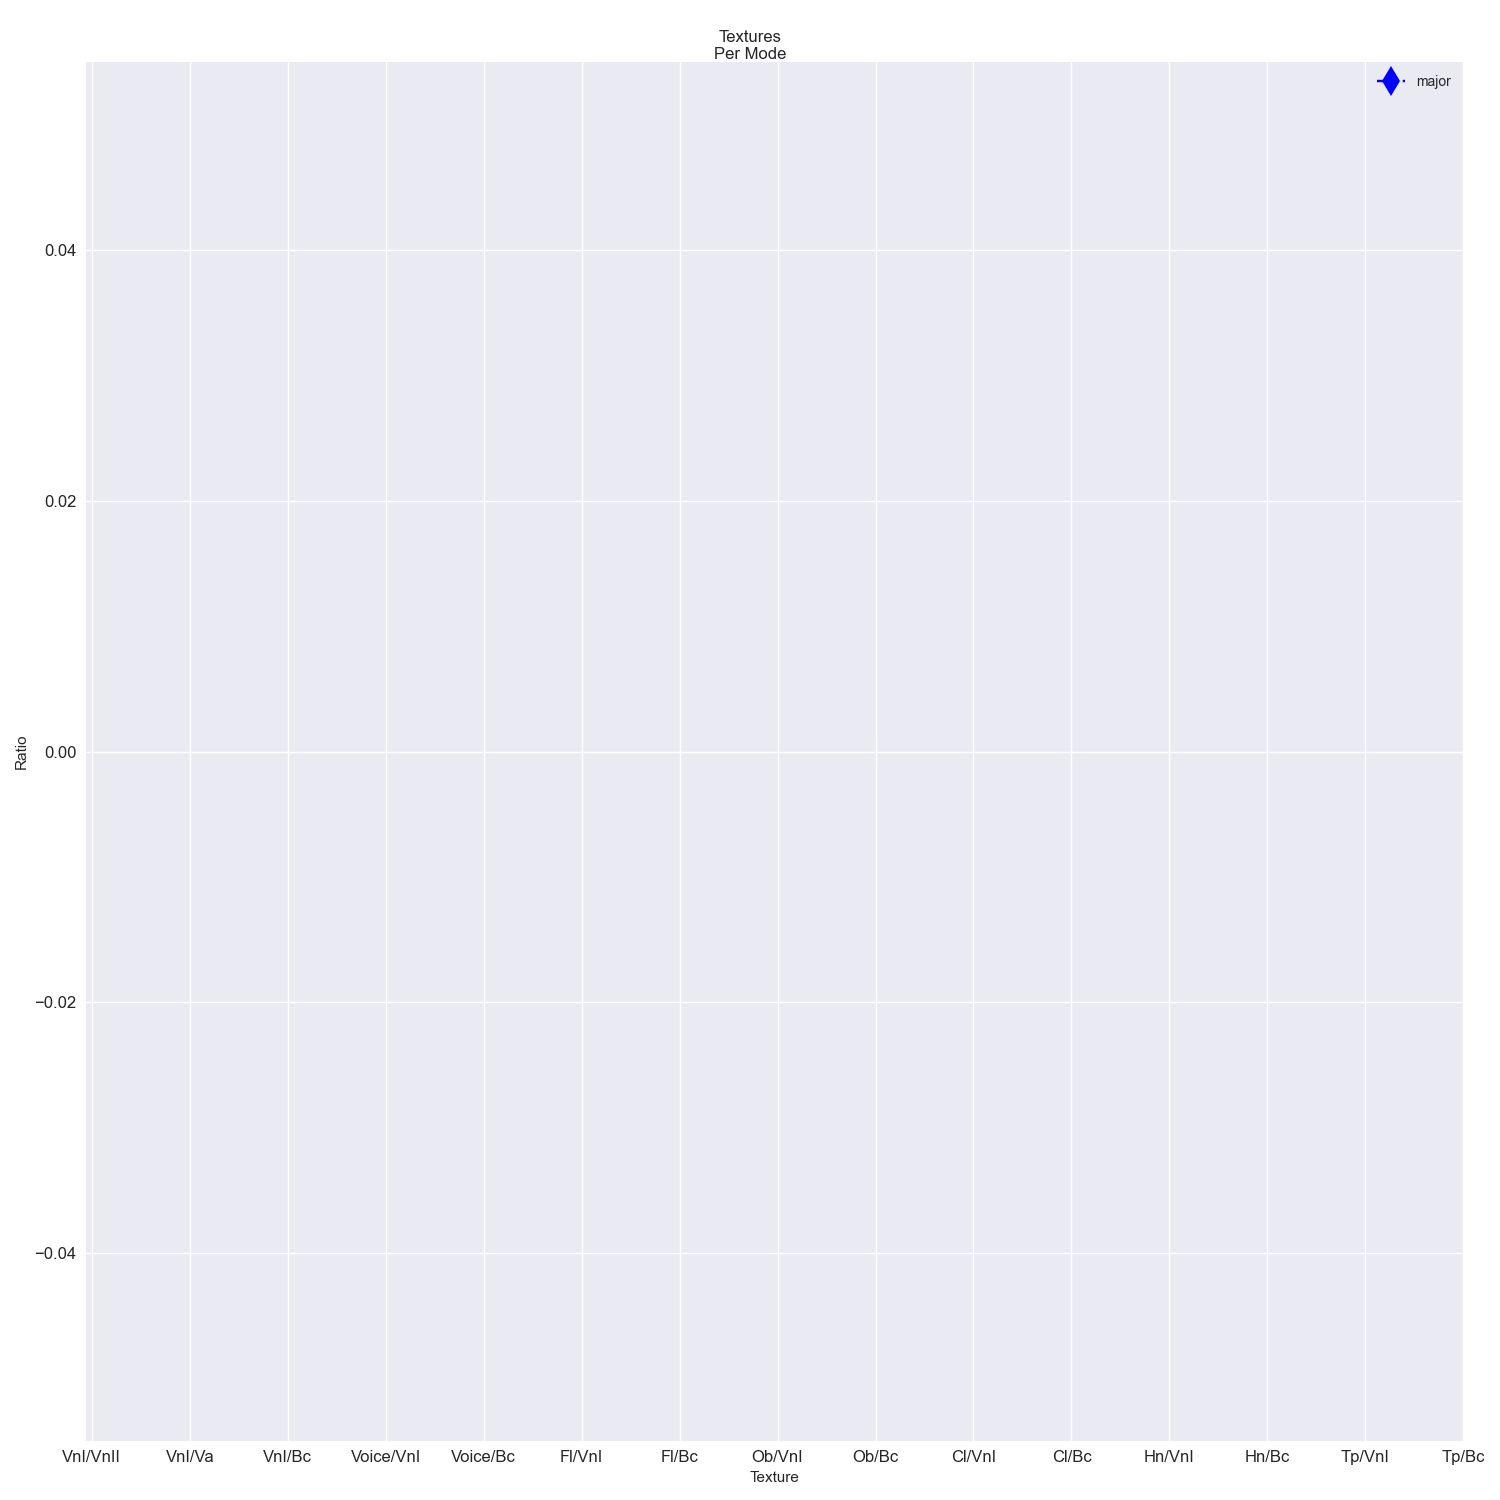 Textures
Per Mode
major
0.04
0.02
0.00
−0.02
−0.04
Ratio
VnI/VnII VnI/Va VnI/Bc Voice/VnI Voice/Bc Fl/VnI Fl/Bc Ob/VnI Ob/Bc Cl/VnI Cl/Bc Hn/VnI Hn/Bc Tp/VnI Tp/Bc
Texture